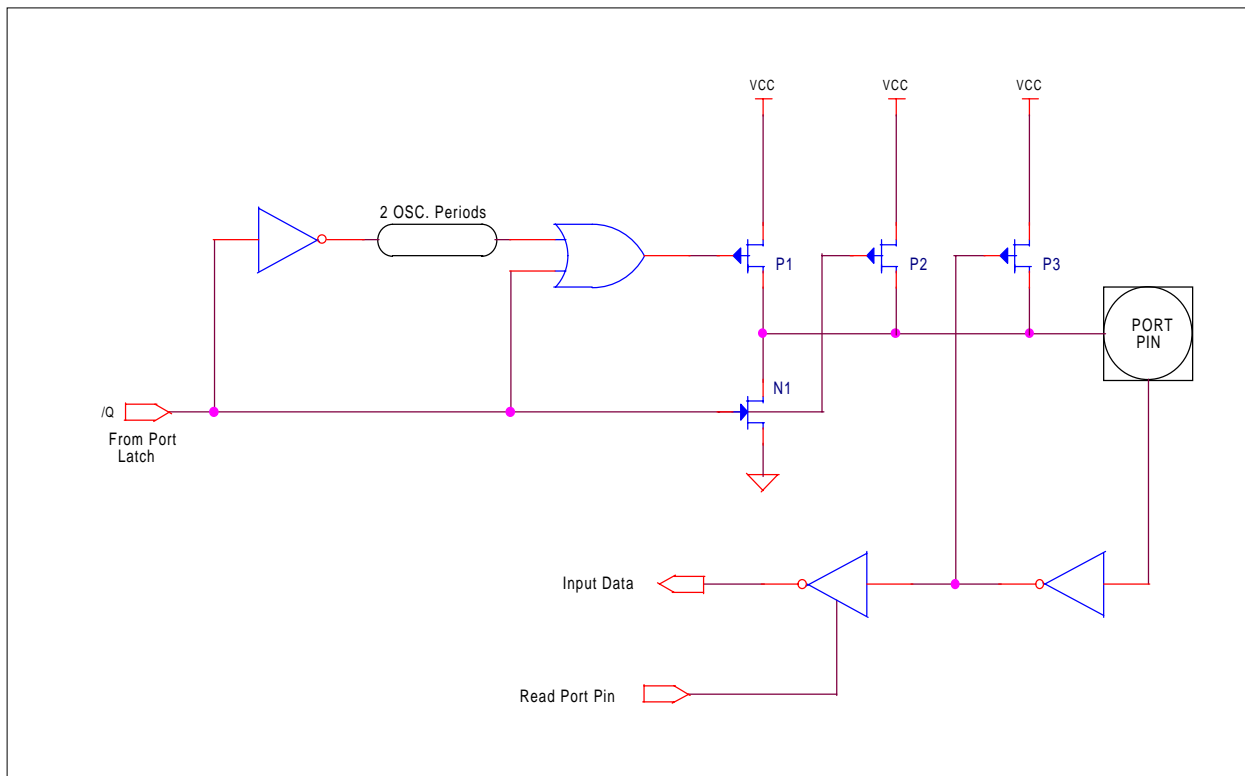 VCC
VCC
VCC
2 OSC. Periods
P1
P2
P3
PORT
PIN
N1
/Q
From Port
Latch
Input Data
Read Port Pin